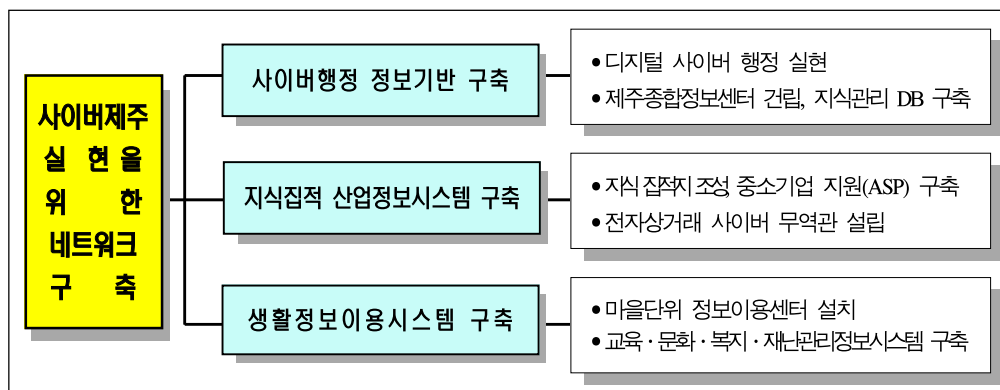 사이버제주
실 현을
위 한
네트워크
구 축
사이버행정 정보기반 구축
• 디지털 사이버 행정 실현
• 제주종합정보센터 건립, 지식관리 DB 구축
지식집적 산업정보시스템 구축
• 지식 집적지 조성, 중소기업 지원(ASP) 구축
• 전자상거래 사이버 무역관 설립
생활정보이용시스템 구축
• 마을단위 정보이용센터 설치
• 교육 · 문화 · 복지 · 재난관리정보시스템 구축